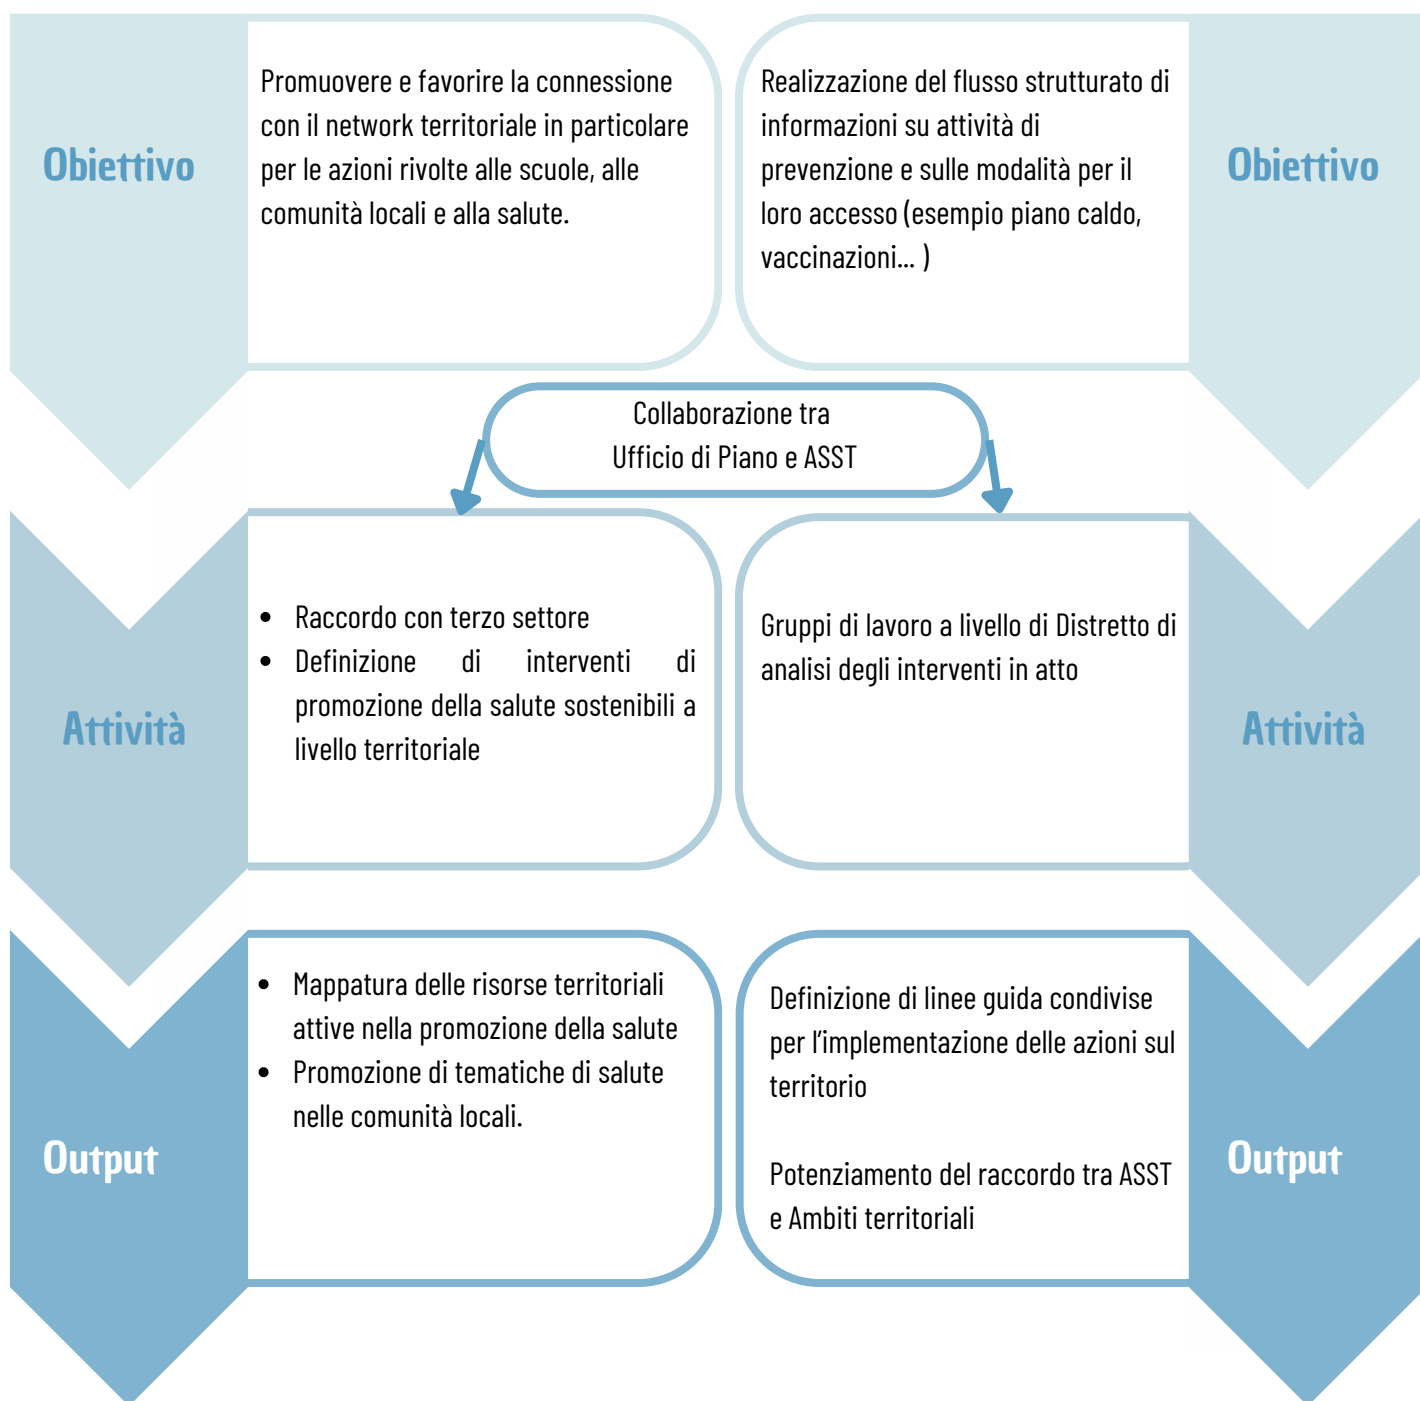 Obiettivo
Promuovere e favorire la connessione
con il network territoriale in particolare
per le azioni rivolte alle scuole, alle
comunità locali e alla salute.
Realizzazione del flusso strutturato di
informazioni su attività di
prevenzione e sulle modalità per il
loro accesso (esempio piano caldo,
vaccinazioni... )
Obiettivo
Collaborazione tra
Ufficio di Piano e ASST
Attività
• Raccordo con terzo settore
• Definizione di interventi di
promozione della salute sostenibili a
livello territoriale
Gruppi di lavoro a livello di Distretto di
analisi degli interventi in atto
Attività
Output
• Mappatura delle risorse territoriali
attive nella promozione della salute
• Promozione di tematiche di salute
nelle comunità locali.
Definizione di linee guida condivise
per l'implementazione delle azioni sul
territorio
Potenziamento del raccordo tra ASST
e Ambiti territoriali
Output